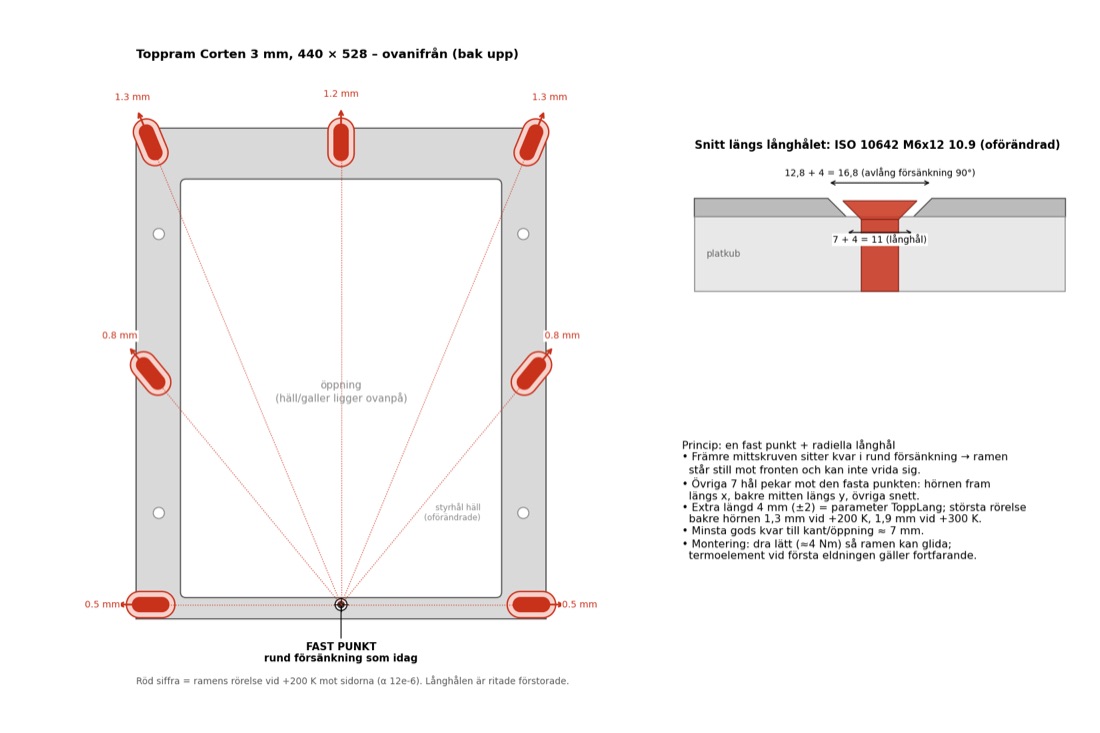 Toppram Corten 3 mm, 440 × 528 – ovanifrån (bak upp)
1.3 mm
1.2 mm
1.3 mm
0.8 mm
0.8 mm
öppning
(häll/galler ligger ovanpå)
styrhål häll
(oförändrade)
0.5 mm
0.5 mm
FAST PUNKT
rund försänkning som idag
Röd siffra = ramens rörelse vid +200 K mot sidorna (α 12e-6). Långhålen är ritade förstorade.
Snitt längs långhålet: ISO 10642 M6x12 10.9 (oförändrad)
12,8 + 4 = 16,8 (avlång försänkning 90°)
7 + 4 = 11 (långhål)
platkub
Princip: en fast punkt + radiella långhål
• Främre mittskruven sitter kvar i rund försänkning → ramen
står still mot fronten och kan inte vrida sig.
• Övriga 7 hål pekar mot den fasta punkten: hörnen fram
längs x, bakre mitten längs y, övriga snett.
• Extra längd 4 mm (±2) = parameter ToppLang; största rörelse
bakre hörnen 1,3 mm vid +200 K, 1,9 mm vid +300 K.
• Minsta gods kvar till kant/öppning ≈ 7 mm.
• Montering: dra lätt (≈4 Nm) så ramen kan glida;
termoelement vid första eldningen gäller fortfarande.